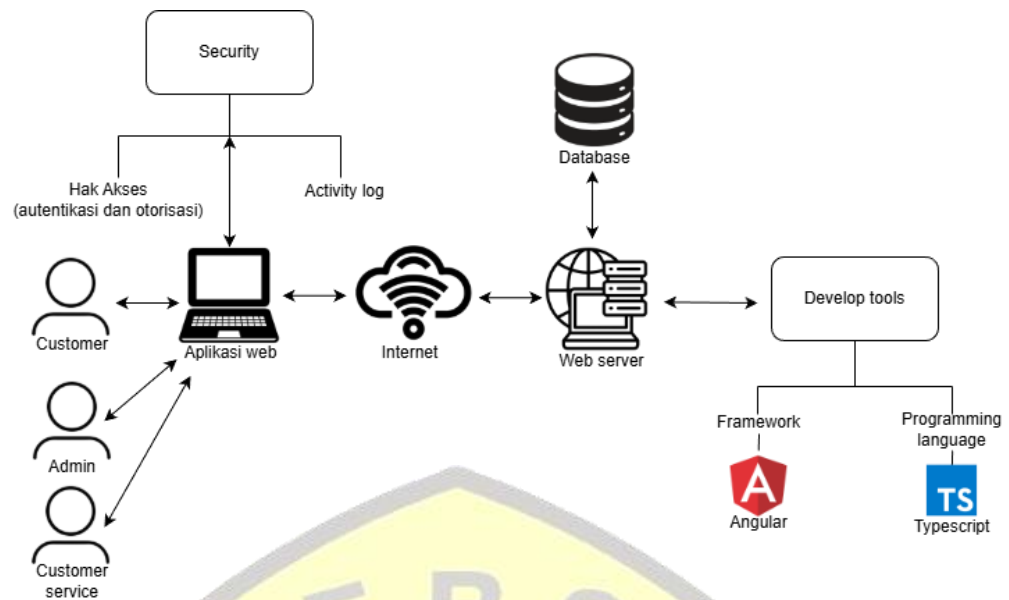 Security
Database
Hak Akses
(autentikasi dan otorisasi)
Activity log
Customer
Aplikasi web
Internet
Web server
Develop tools
Admin
Customer
service
Framework
Programming
language
A
TS
Angular
Typescript